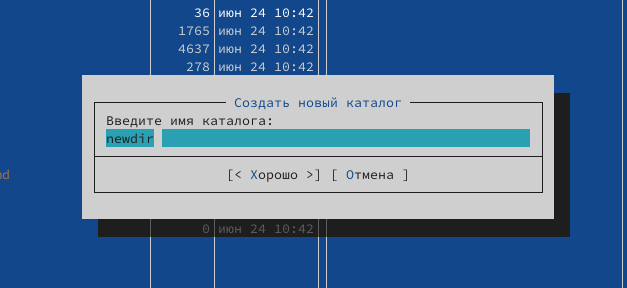 36 июн 24 10:42
1765 июн 24 10:42
4637 июн 24 10:42
278 июн 24 10:42
Создать новый каталог
Введите имя каталога:
newdir
[< Хорошо >] [ Отмена ]
0 июн 24 10:42